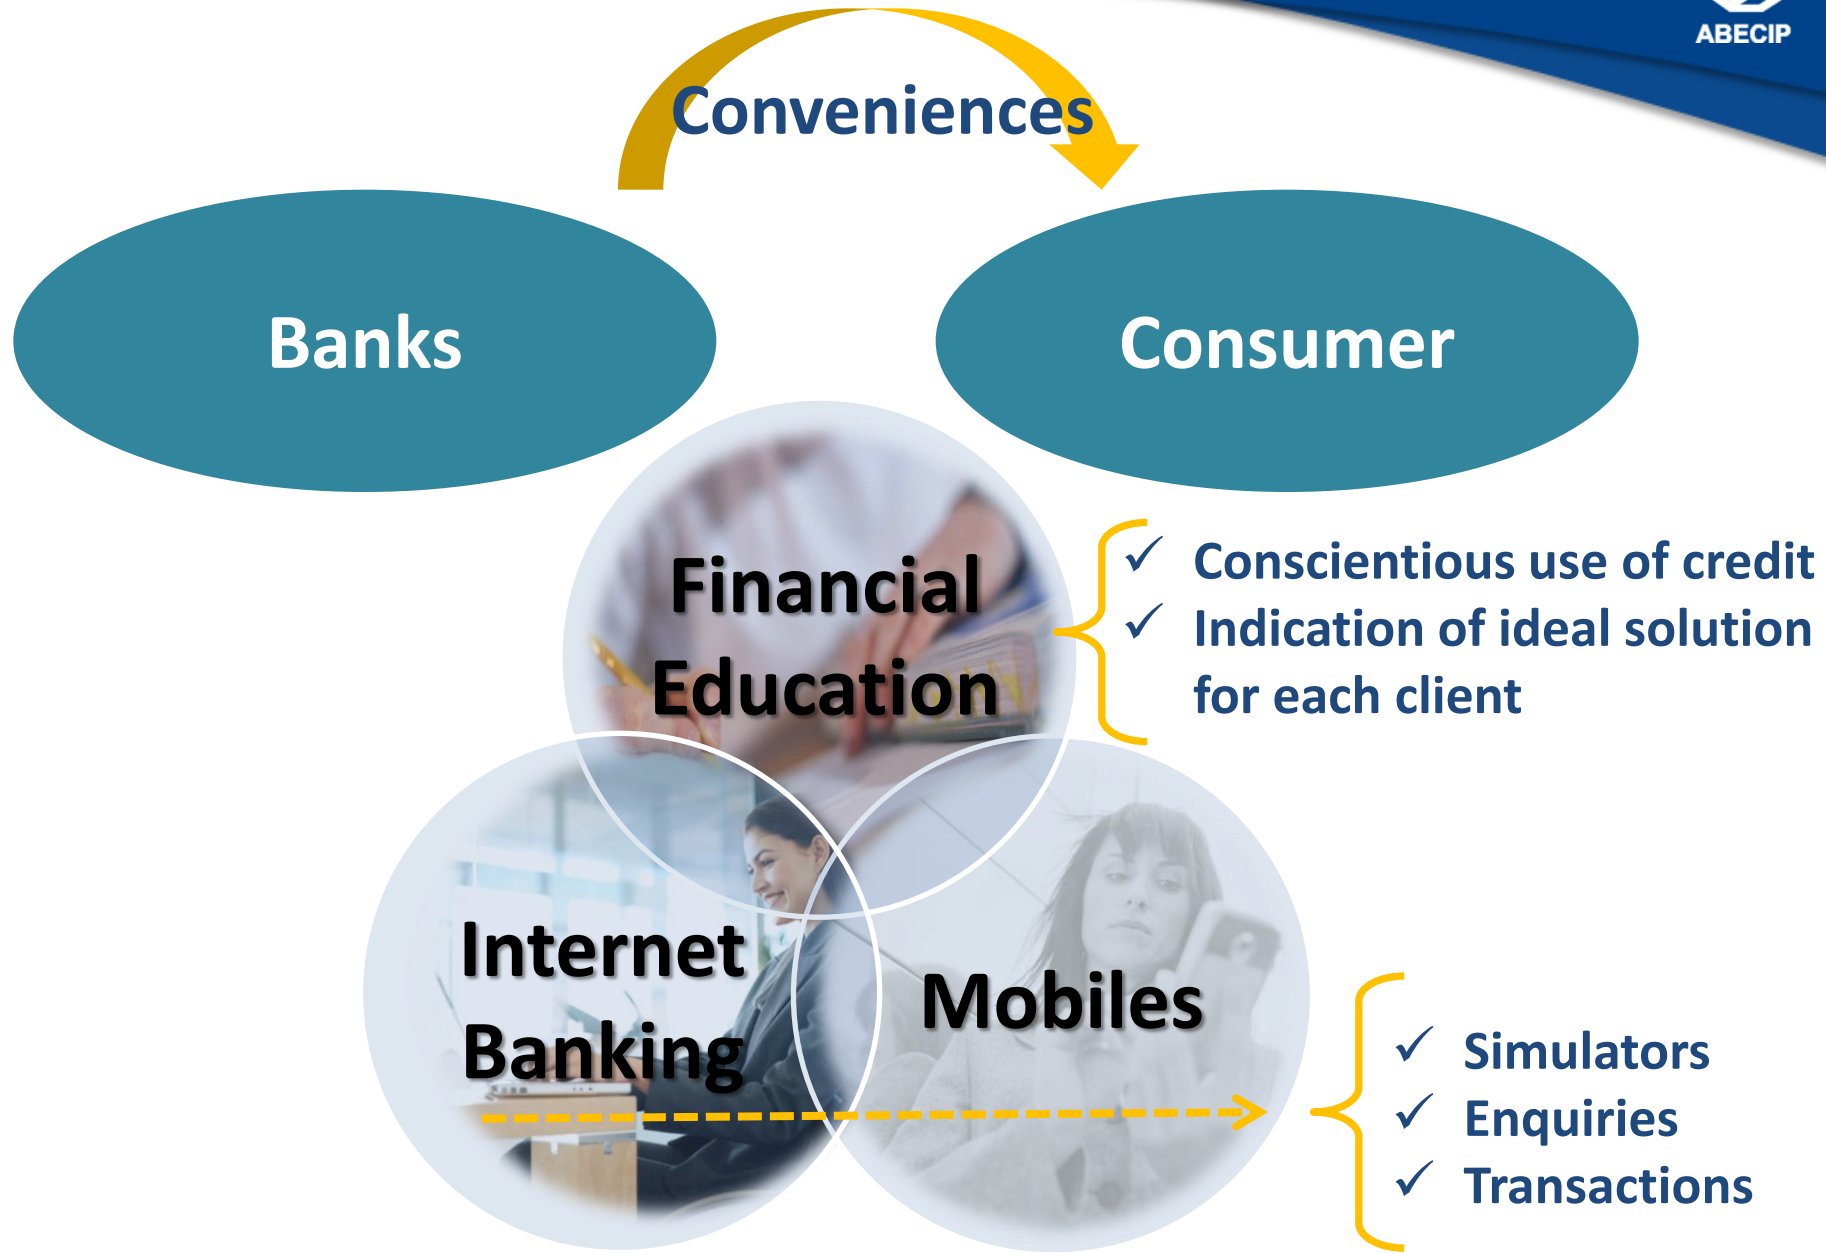 ABECIP
Conveniences
Banks
Consumer
Financial
Education
✓ Conscientious use of credit
✓ Indication of ideal solution
for each client
Internet
Banking
Mobiles
✓ Simulators
✓ Enquiries
✓ Transactions